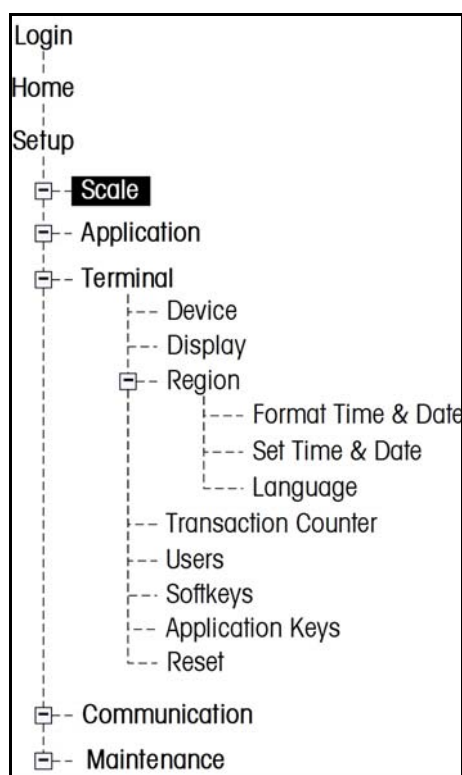 Login
Home
Setup
Scale
Application
Terminal
Device
Display
Region
Format Time & Date
Set Time & Date
Language
Transaction Counter
Users
Softkeys
Application Keys
Reset
Communication
Maintenance